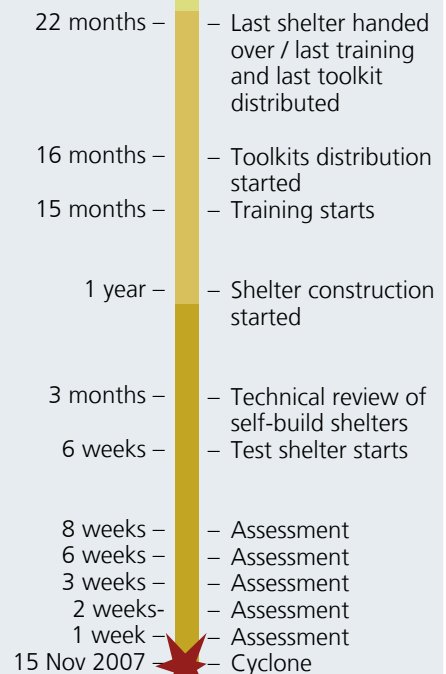 22 months – – Last shelter handed
over / last training
and last toolkit
distributed
16 months – – Toolkits distribution
started
15 months – – Training starts
1 year – – Shelter construction
started
3 months – – Technical review of
self-build shelters
6 weeks – – Test shelter starts
8 weeks – – Assessment
6 weeks – – Assessment
3 weeks – – Assessment
2 weeks- – Assessment
1 week – – Assessment
15 Nov 2007 – – Cyclone